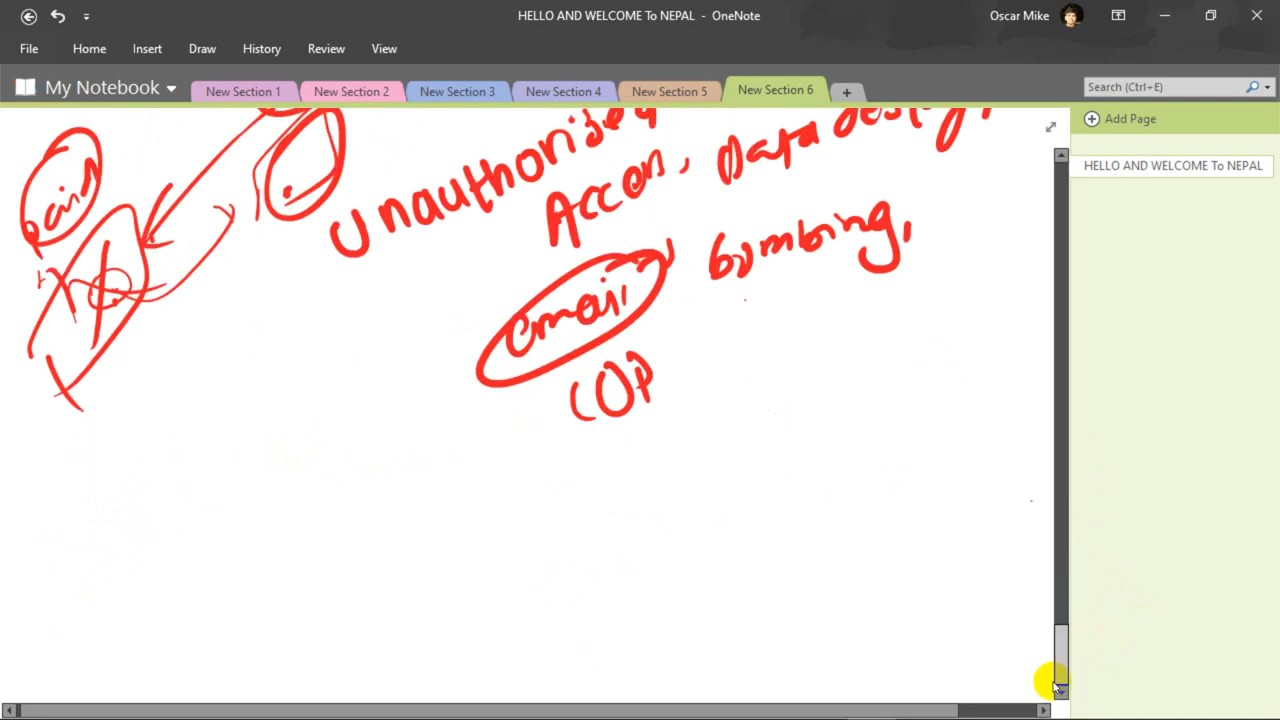 HELLO AND WELCOME To NEPAL - OneNote
Oscar Mike
File Home Insert Draw History Review View
My Notebook
New Section 1 New Section 2 New Section 3 New Section 4 New Section 5 New Section 6
Search (Ctrl+E)
Add Page
HELLO AND WELCOME To NEPAL
Unauthorised
Data
bombing,
email